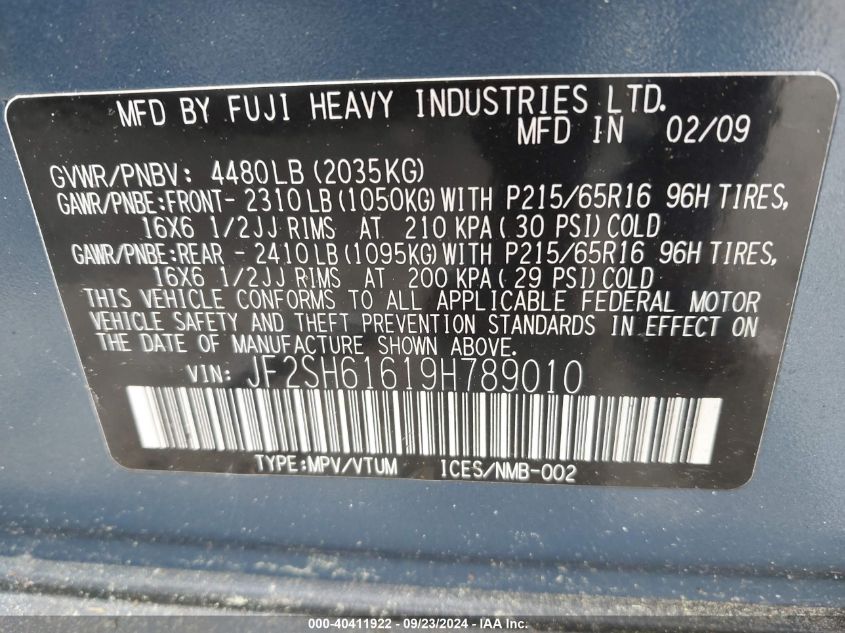 MFD BY FUJI HEAVY INDUSTRIES LTD.
MFD IN 02/09
GVWR/PNBV: 4480LB(2035KG)
GAWR/PNBE:FRONT- 2310LB(1050KG)WITH P215/65R16 96H TIRES,
16X6 1/2JJ RIMS AT 210 KPA( 30 PSI)COLD
GAWR/PNBE:REAR - 2410LB(1095KG)WITH P215/65R16 96H TIRES,
16X6 1/2JJ RIMS AT 200 KPA( 29 PSI)COLD
THIS VEHICLE CONFORMS TO ALL APPLICABLE FEDERAL MOTOR
VEHICLE SAFETY AND THEFT PREVENTION STANDARDS IN EFFECT ON
THE DATE OF MANUFACTURE SHOWN ABOVE.
VIN: JF2SH61619H789010
TYPE:MPV/VTUM ICES/NMB-002
000-40411922 - 09/23/2024 - IAAI.com